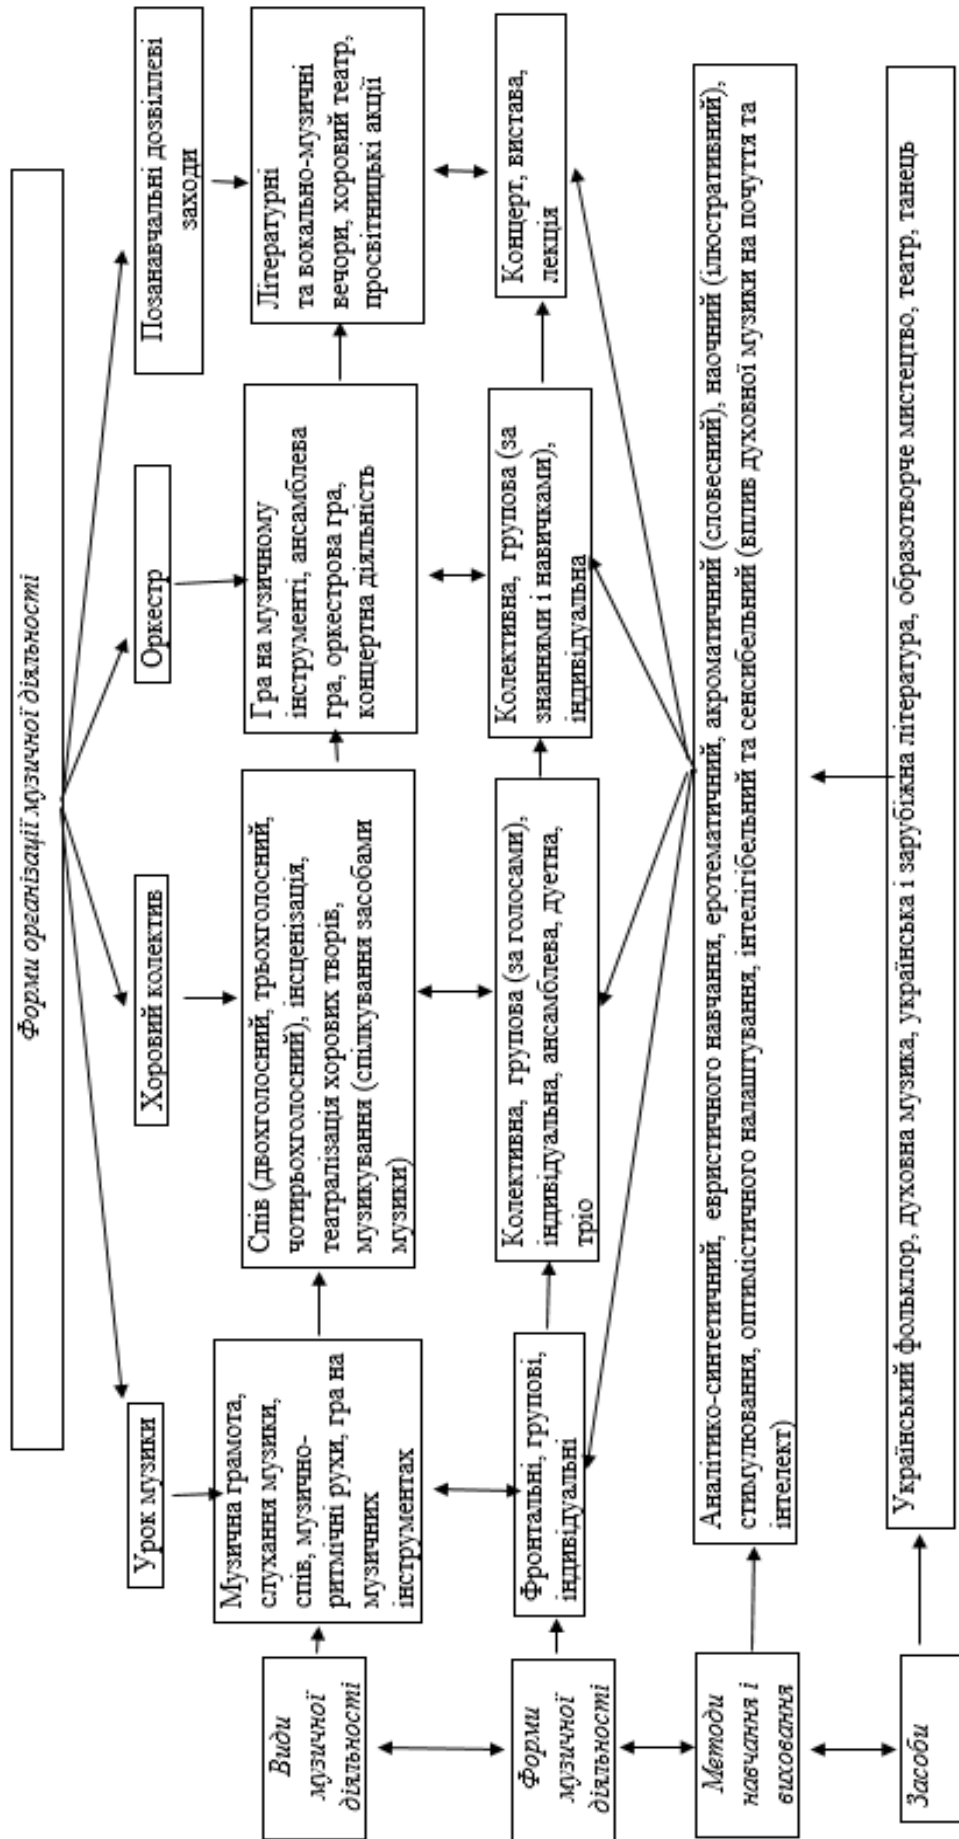 Форми організації музичної діяльності
Урок музики
Хоровий колектив
Оркестр
Позанавчальні дозвіллєві
заходи
Види
музичної
діяльності
Музична грамота,
слухання музики,
спів, музично-
ритмічні рухи, гра на
музичних
інструментах
Спів (двохголосний, трьохголосний,
чотирьохголосний), інсценізація,
театралізація хорових творів,
музикування (спілкування засобами
музики)
Гра на музичному
інструменті, ансамблева
гра, оркестрова гра,
концертна діяльність
Літературні
та вокально-музичні
вечори, хоровий театр,
просвітницькі акції
Форми
музичної
діяльності
Фронтальні, групові,
індивідуальні
Колективна, групова (за голосами),
індивідуальна, ансамблева, дуетна,
тріо
Колективна, групова (за
знаннями і навичками),
індивідуальна
Концерт, вистава,
лекція
Методи
навчання і
виховання
Аналітико-синтетичний, евристичного навчання, еротематичний, акроматичний (словесний), наочний (ілюстративний),
стимулювання, оптимістичного налаштування, інтелігібельний та сенсибельний (вплив духовної музики на почуття та
інтелект)
Засоби
Український фольклор, духовна музика, українська і зарубіжна література, образотворче мистецтво, театр, танець